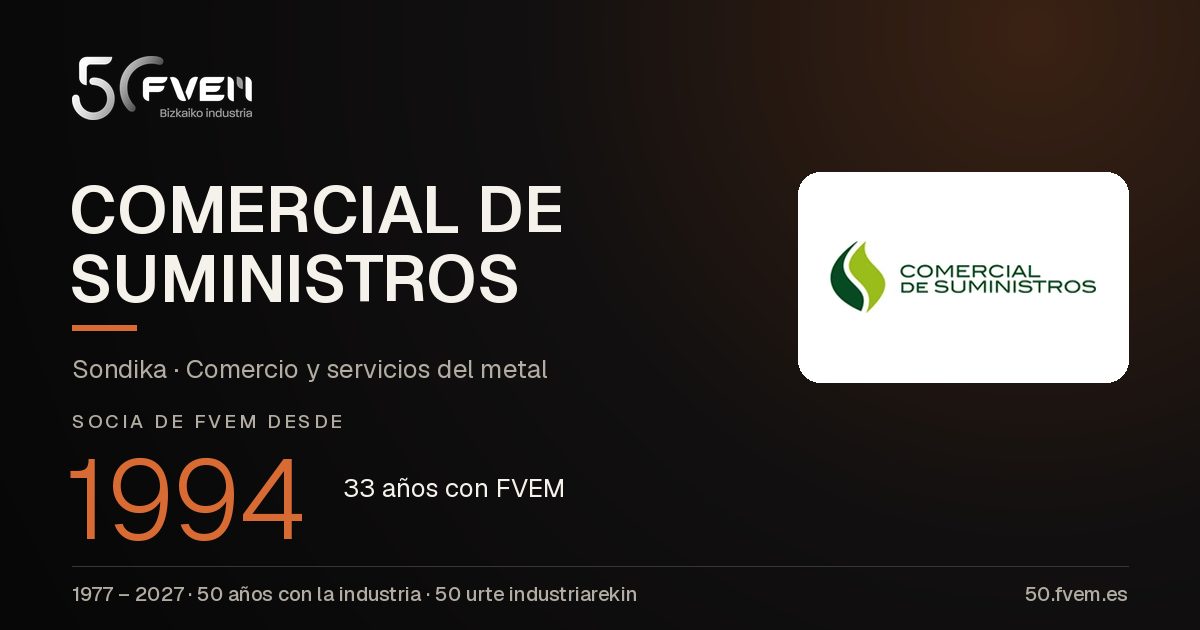 50 FVEM
Bizkaiko industria
COMERCIAL DE
SUMINISTROS
COMERCIAL
DE SUMINISTROS
Sondika · Comercio y servicios del metal
SOCIA DE FVEM DESDE
1994
33 años con FVEM
1977 – 2027 · 50 años con la industria · 50 urte industriarekin
50.fvem.es